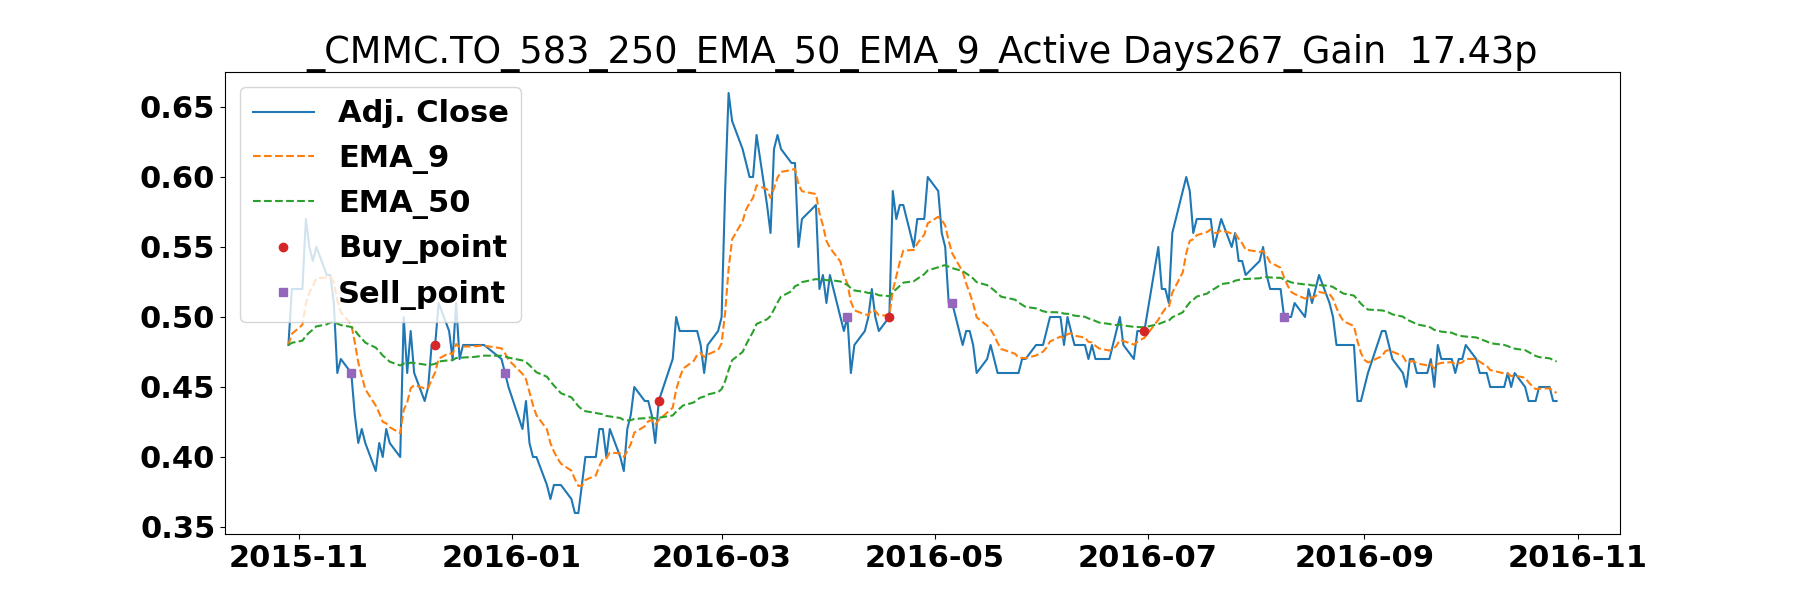 _CMMC.TO_583_250_EMA_50_EMA_9_Active Days267_Gain  17.43p
0.65
0.60
0.55
0.50
0.45
0.40
0.35
Adj. Close
EMA_9
EMA_50
Buy_point
Sell_point
2015-11
2016-01
2016-03
2016-05
2016-07
2016-09
2016-11